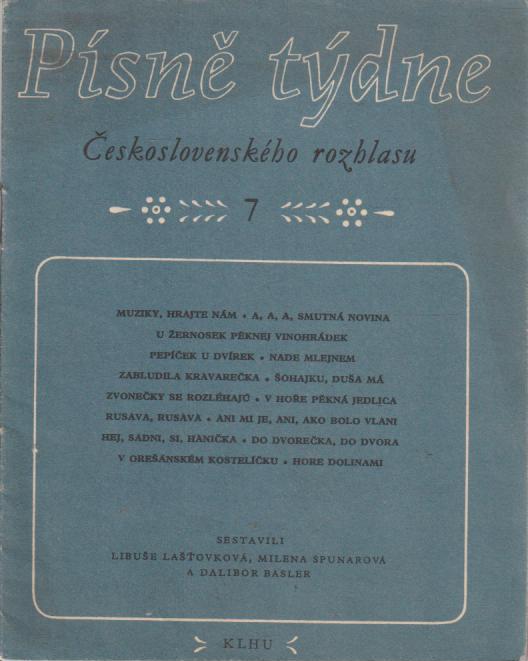 Písně týdne
Československého rozhlasu
7
MUZIKY, HRAJTE NÁM • A, A, A, SMUTNÁ NOVINA
U ŽERNOSEK PĚKNEJ VINOHRÁDEK
PEPÍČEK U DVÍREK • NADE MLEJNEM
ZABLUDILA KRAVAREČKA • ŠOHAJKU, DUŠA MÁ
ZVONEČKY SE ROZLÉHAJŮ • V HOŘE PĚKNÁ JEDLICA
RUSAVA, RUSAVA • ANI MI JE, ANI, AKO BOLO VLANI
HEJ, SADNI, SI, HANIČKA • DO DVOREČKA, DO DVORA
V OREŠÁNSKÉM KOSTELÍČKU • HORE DOLINAMI
SESTAVILI
LIBUŠE LAŠŤOVKOVÁ, MILENA SPUNAROVÁ
A DALIBOR BASLER
KLHU